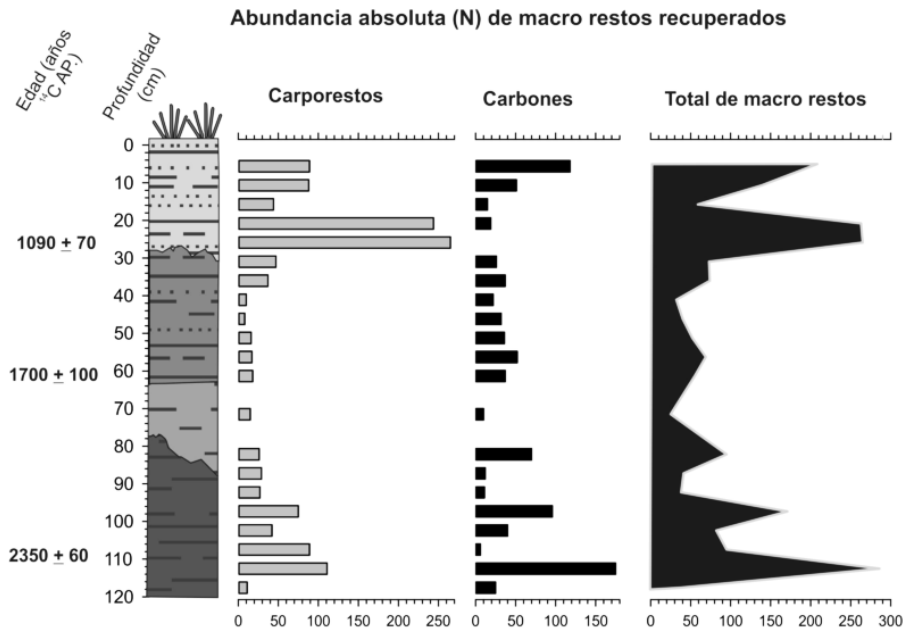 Abundancia absoluta (N) de macro restos recuperados
Edad (años
¹⁴C AP.)
Profundidad
(cm)
Carporestos
Carbones
Total de macro restos
0
10
20
1090 ± 70
30
40
50
1700 ± 100
60
70
80
90
100
2350 ± 60
110
120
0 50 100 150 200 250
0 50 100 150
0 50 100 150 200 250 300